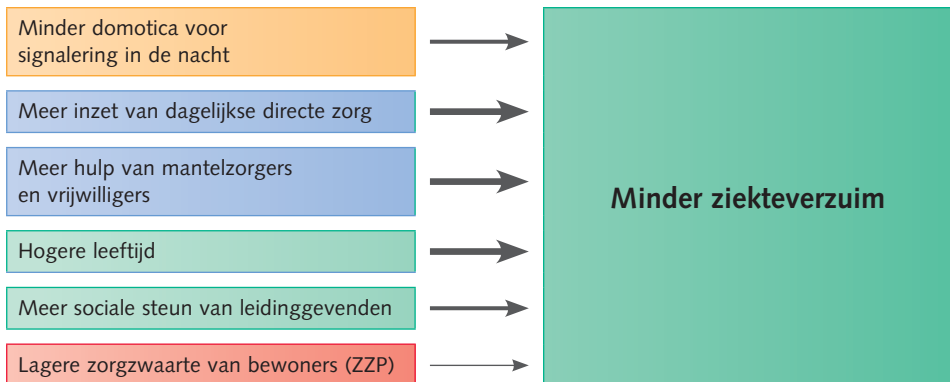 Minder domotica voor
signalering in de nacht
Meer inzet van dagelijkse directe zorg
Meer hulp van mantelzorgers
en vrijwilligers
Hogere leeftijd
Meer sociale steun van leidinggevenden
Lagere zorgzwaarte van bewoners (ZZP)
Minder ziekteverzuim